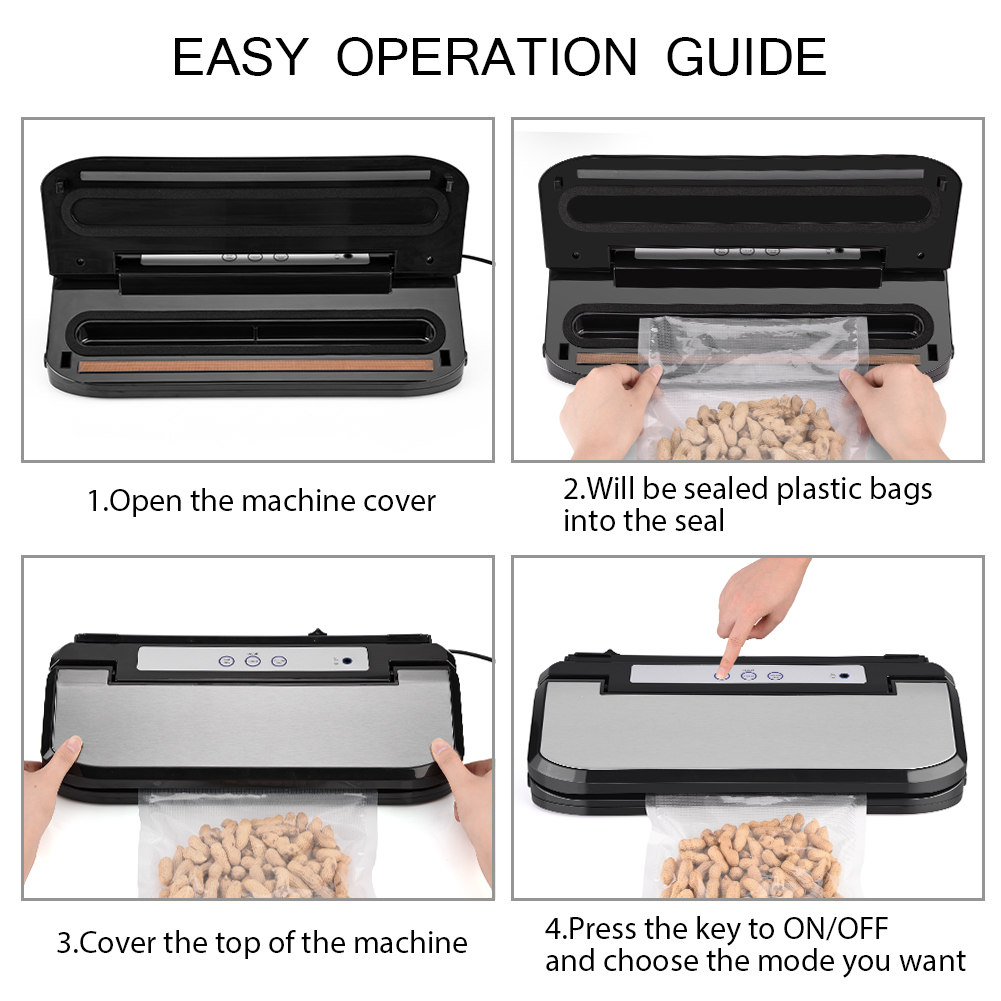 EASY OPERATION GUIDE
1.Open the machine cover
2.Will be sealed plastic bags
into the seal
3.Cover the top of the machine
4.Press the key to ON/OFF
and choose the mode you want